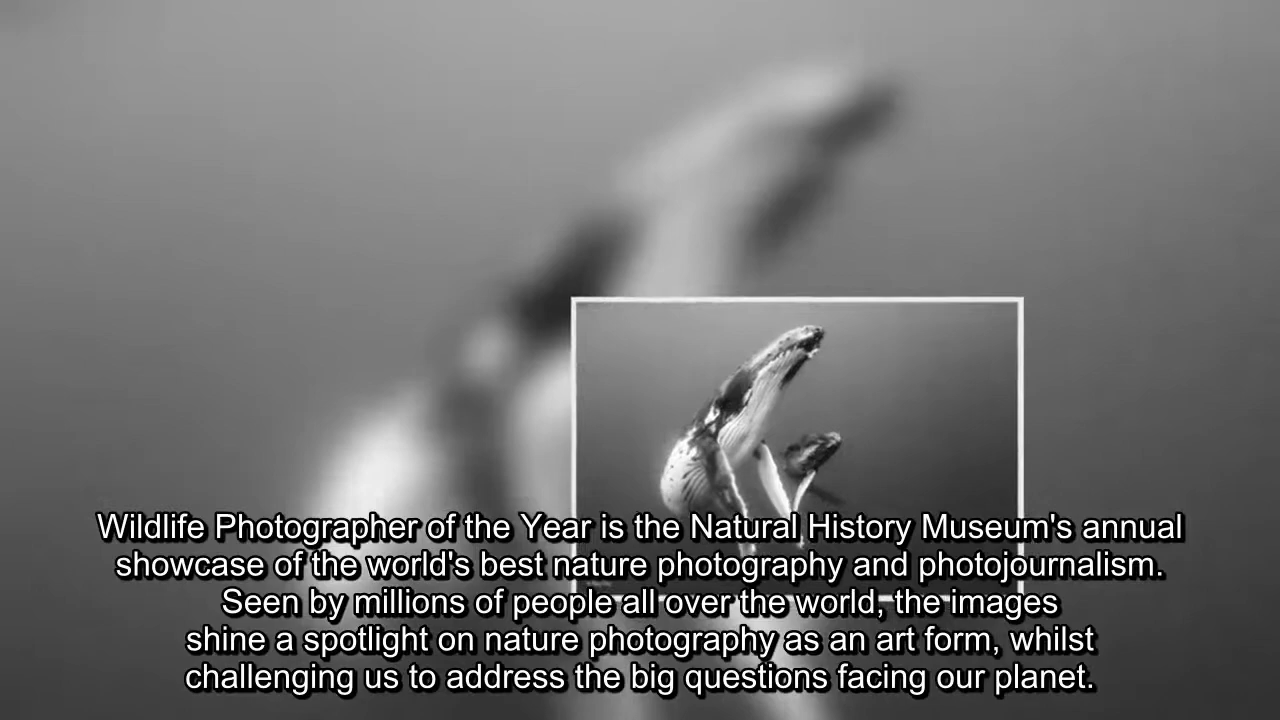 Wildlife Photographer of the Year is the Natural History Museum's annual
showcase of the world's best nature photography and photojournalism.
Seen by millions of people all over the world, the images
shine a spotlight on nature photography as an art form, whilst
challenging us to address the big questions facing our planet.